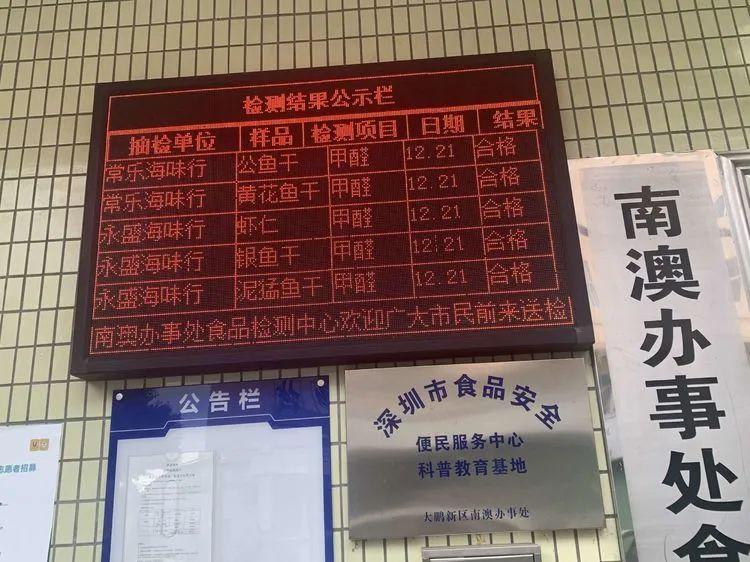 检测结果公示栏
抽检单位 样品 检测项目 日期 结果
常乐海味行 公鱼干 甲醛 12.21 合格
常乐海味行 黄花鱼干 甲醛 12.21 合格
永盛海味行 虾仁 甲醛 12.21 合格
永盛海味行 银鱼干 甲醛 12.21 合格
永盛海味行 泥猛鱼干 甲醛 12.21 合格
南澳办事处食品检测中心欢迎广大市民前来送检
公告栏
深圳市食品安全
便民服务中心
科普教育基地
大鹏新区南澳办事处
南澳办事处食
志愿者招募